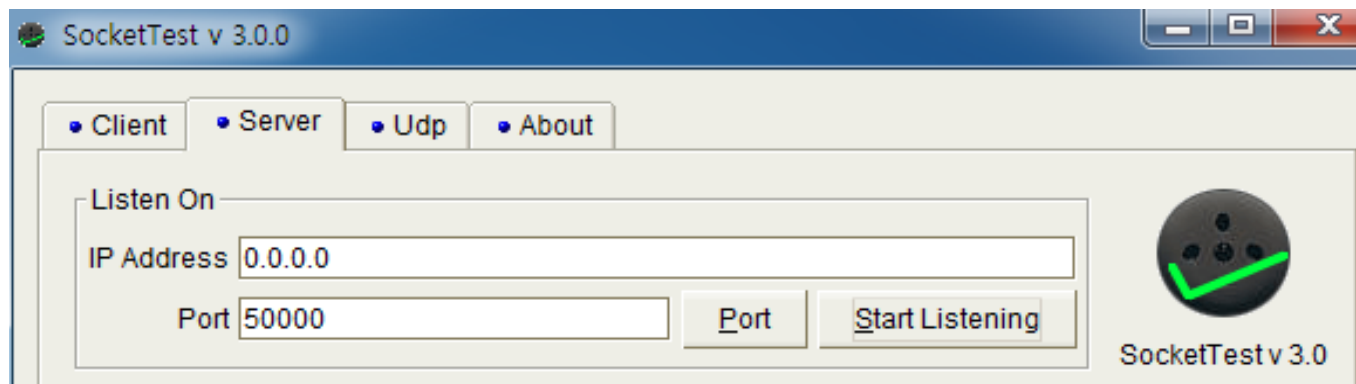 SocketTest v 3.0.0
Client Server Udp About
Listen On
IP Address 0.0.0.0
Port 50000 Port Start Listening
SocketTest v 3.0